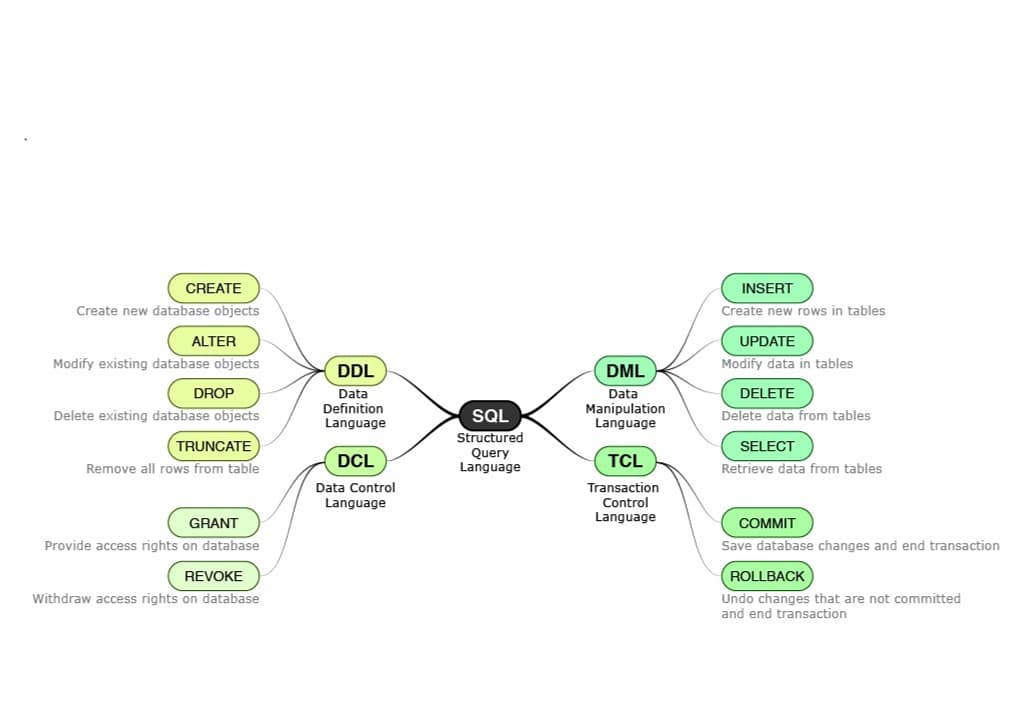 CREATE
Create new database objects
ALTER
Modify existing database objects
DROP
Delete existing database objects
TRUNCATE
Remove all rows from table
GRANT
Provide access rights on database
REVOKE
Withdraw access rights on database
DDL
Data
Definition
Language
DCL
Data Control
Language
SQL
Structured
Query
Language
DML
Data
Manipulation
Language
TCL
Transaction
Control
Language
INSERT
Create new rows in tables
UPDATE
Modify data in tables
DELETE
Delete data from tables
SELECT
Retrieve data from tables
COMMIT
Save database changes and end transaction
ROLLBACK
Undo changes that are not committed
and end transaction